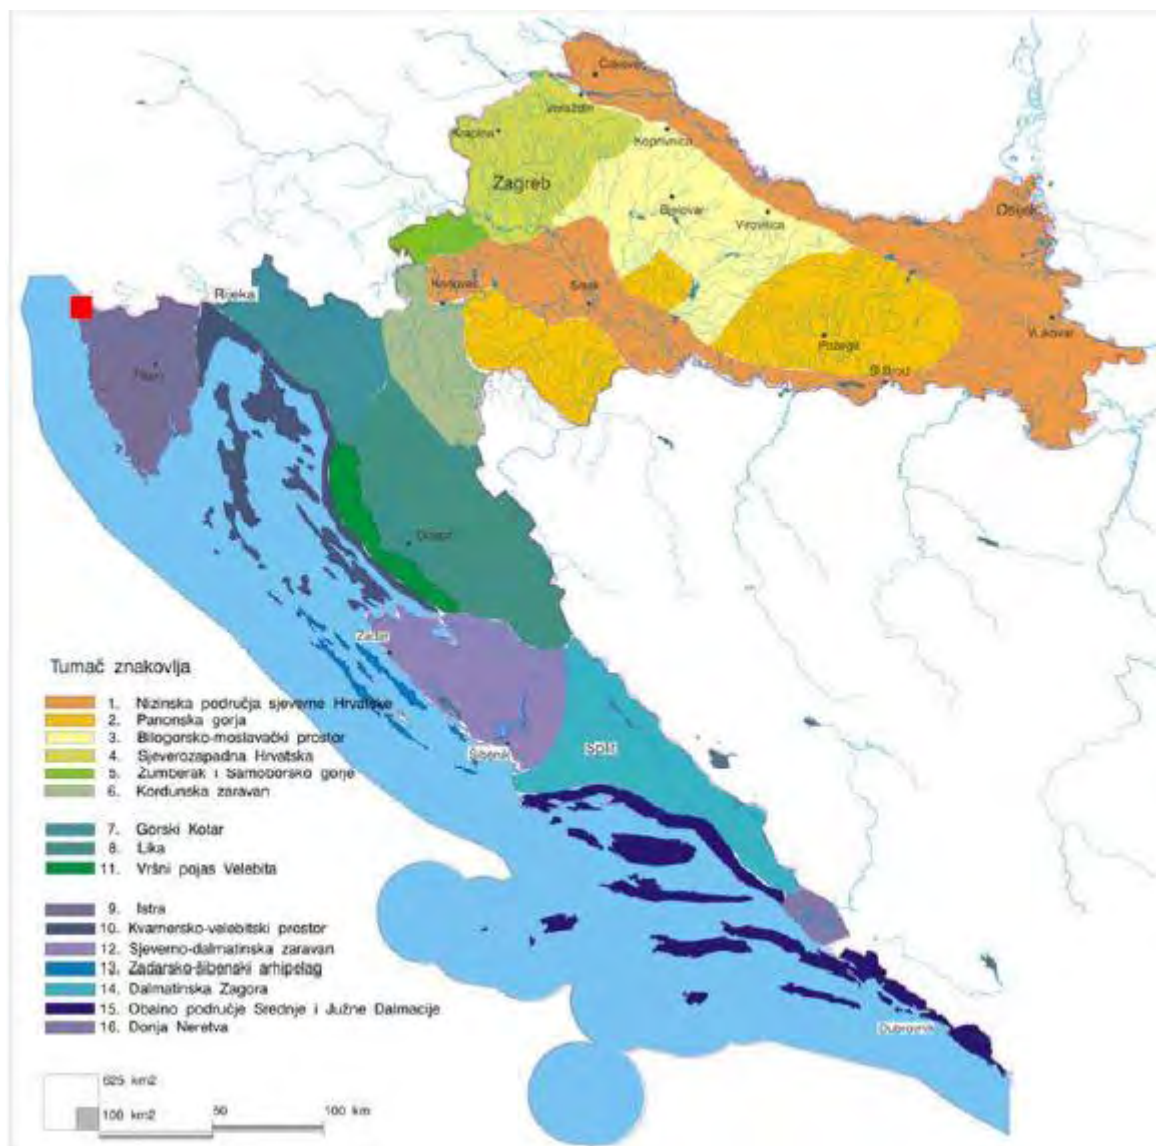 Čakovec
Varaždin
Krapina
Koprivnica
Zagreb
Bjelovar
Virovitica
Osijek
Rijeka
Karlovac
Sisak
Vukovar
Požega
Sl.Brod
Pazin
Gospić
Zadar
Šibenik
Split
Dubrovnik
Tumač znakovlja
1. Nizinska područja sjeverne Hrvatske
2. Panonska gorja
3. Bilogorsko-moslavački prostor
4. Sjeverozapadna Hrvatska
5. Žumberak i Samoborsko gorje
6. Kordunska zaravan
7. Gorski Kotar
8. Lika
11. Vršni pojas Velebita
9. Istra
10. Kvarnersko-velebitski prostor
12. Sjeverno-dalmatinska zaravan
13. Zadarsko-šibenski arhipelag
14. Dalmatinska Zagora
15. Obalno područje Srednje i Južne Dalmacije
16. Donja Neretva
625 km2
100 km2
50
100 km